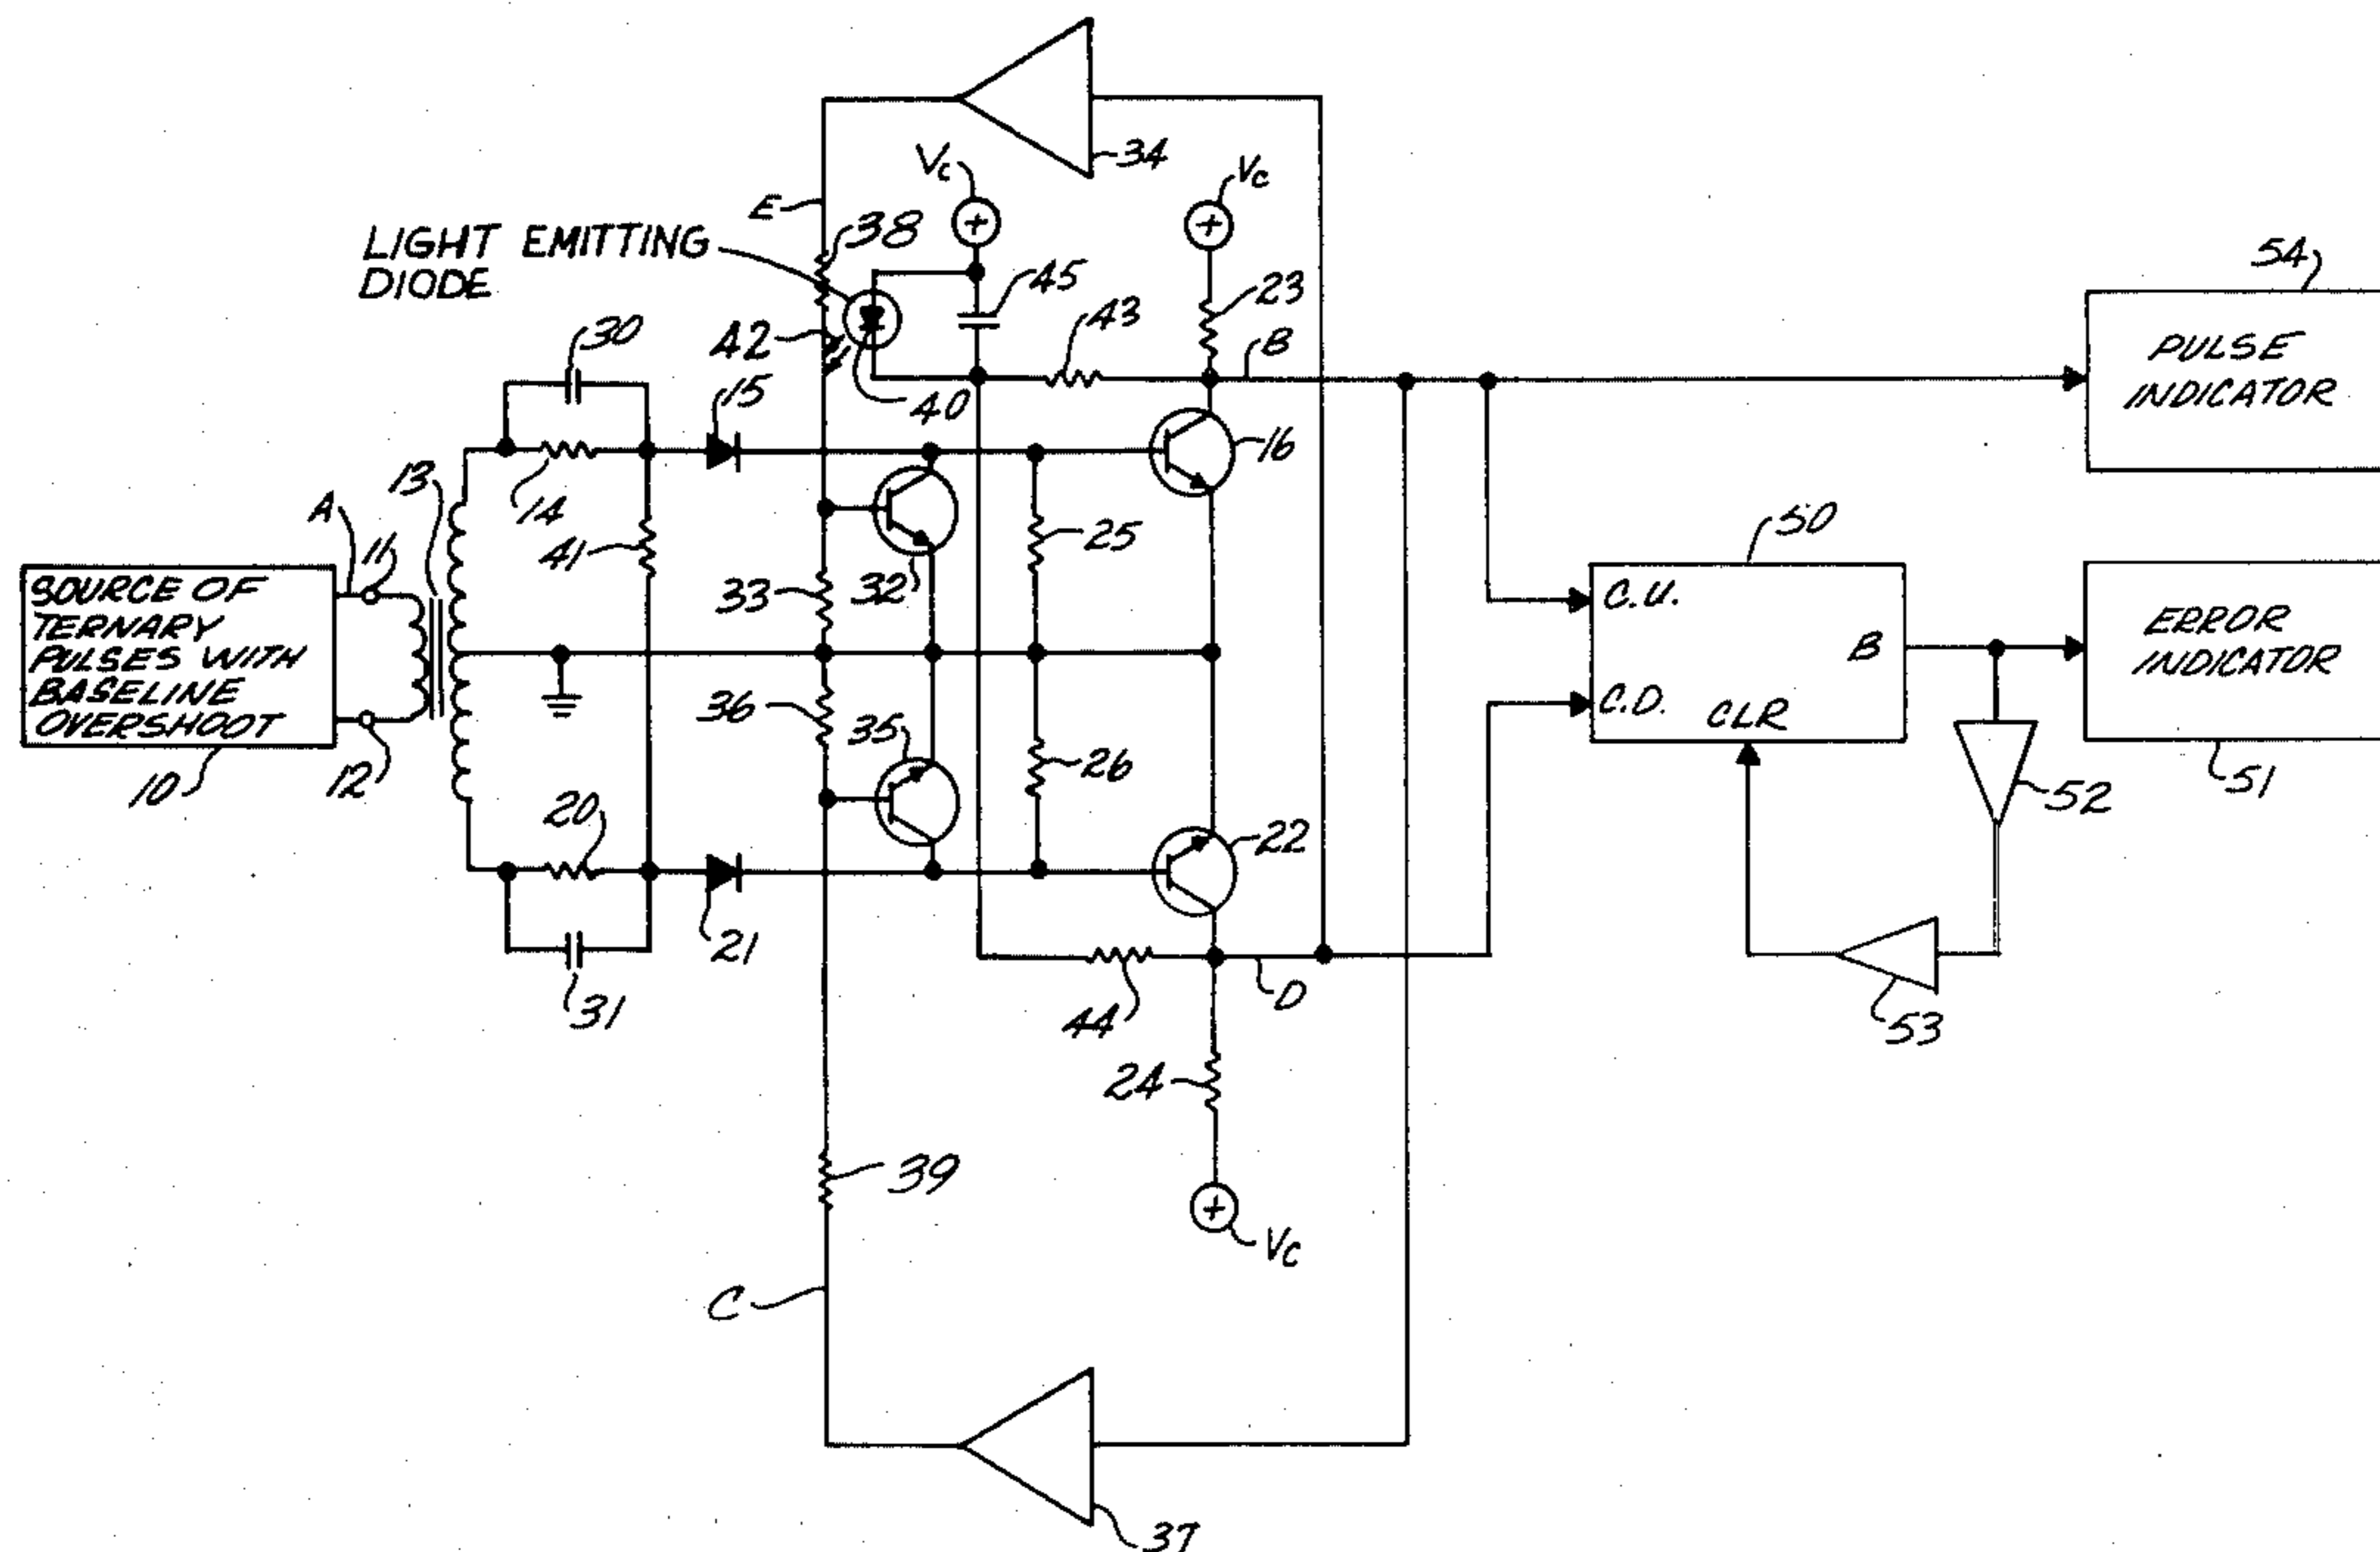 34
Vc
Vc
E
38
LIGHT EMITTING
DIODE
45
23
54
43
B
42
30
PULSE
INDICATOR
15
40
16
13
14
A
11
41
25
50
33
32
C.U.
SOURCE OF
TERNARY
PULSES WITH
BASELINE
OVERSHOOT
ERROR
INDICATOR
B
36
35
C.D.
CLR
26
10
12
20
52
51
22
21
31
44
D
53
24
39
Vc
C
37